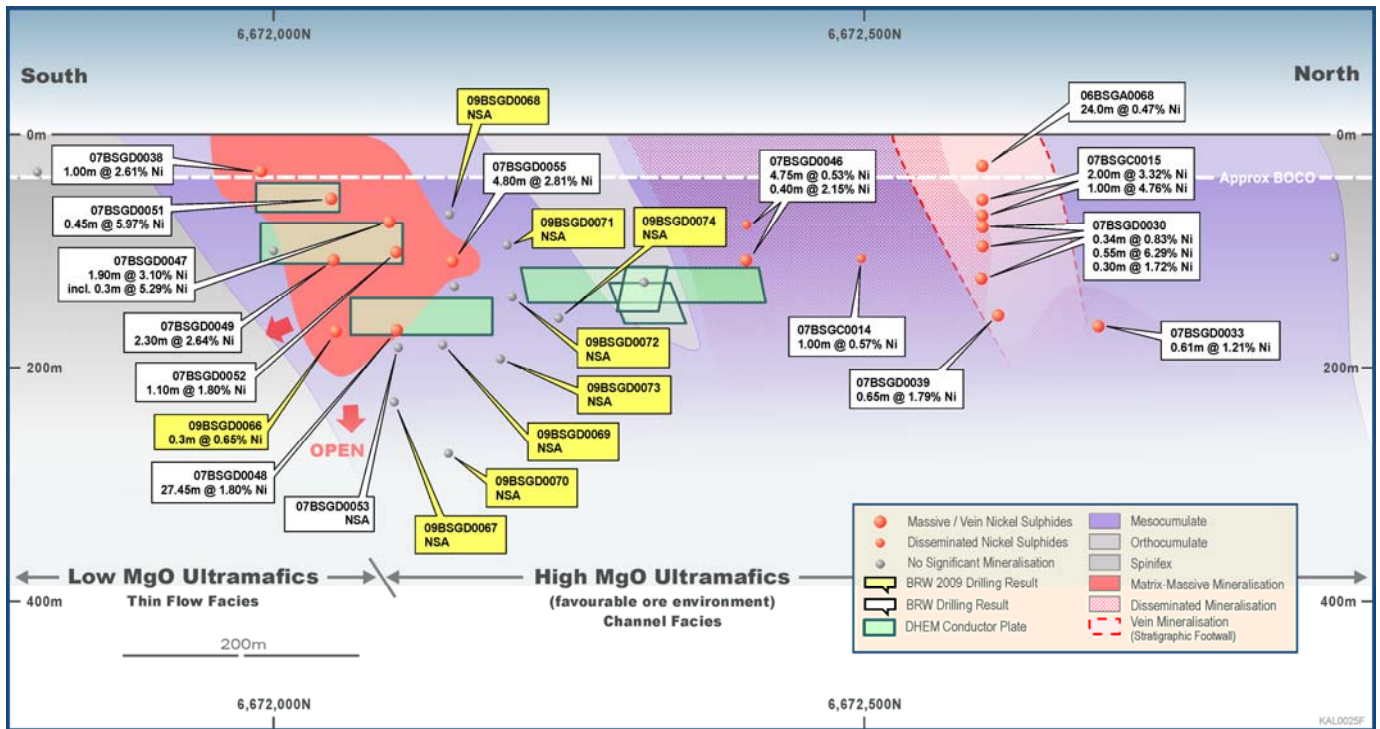 6,672,000N
6,672,500N
South
North
0m
0m
Approx BOCO
200m
200m
400m
400m
07BSGD0038
1.00m @ 2.61% Ni
07BSGD0051
0.45m @ 5.97% Ni
07BSGD0047
1.90m @ 3.10% Ni
incl. 0.3m @ 5.29% Ni
07BSGD0049
2.30m @ 2.64% Ni
07BSGD0052
1.10m @ 1.80% Ni
09BSGD0066
0.3m @ 0.65% Ni
07BSGD0048
27.45m @ 1.80% Ni
07BSGD0053
NSA
OPEN
09BSGD0068
NSA
07BSGD0055
4.80m @ 2.81% Ni
09BSGD0071
NSA
09BSGD0074
NSA
09BSGD0072
NSA
09BSGD0073
NSA
09BSGD0069
NSA
09BSGD0070
NSA
09BSGD0067
NSA
07BSGD0046
4.75m @ 0.53% Ni
0.40m @ 2.15% Ni
07BSGC0014
1.00m @ 0.57% Ni
06BSGA0068
24.0m @ 0.47% Ni
07BSGC0015
2.00m @ 3.32% Ni
1.00m @ 4.76% Ni
07BSGD0030
0.34m @ 0.83% Ni
0.55m @ 6.29% Ni
0.30m @ 1.72% Ni
07BSGD0033
0.61m @ 1.21% Ni
07BSGD0039
0.65m @ 1.79% Ni
Low MgO Ultramafics
Thin Flow Facies
High MgO Ultramafics
(favourable ore environment)
Channel Facies
200m
Massive / Vein Nickel Sulphides
Disseminated Nickel Sulphides
No Significant Mineralisation
BRW 2009 Drilling Result
BRW Drilling Result
DHEM Conductor Plate
Mesocumulate
Orthocumulate
Spinifex
Matrix-Massive Mineralisation
Disseminated Mineralisation
Vein Mineralisation
(Stratigraphic Footwall)
6,672,000N
6,672,500N
KAL0025F